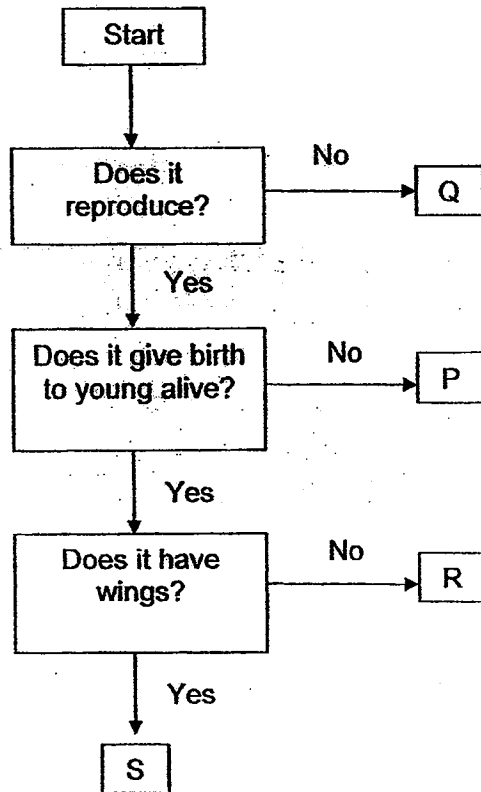 Start
Does it
reproduce?
No
Q
Yes
Does it give birth
to young alive?
No
P
Yes
Does it have
wings?
No
R
Yes
S